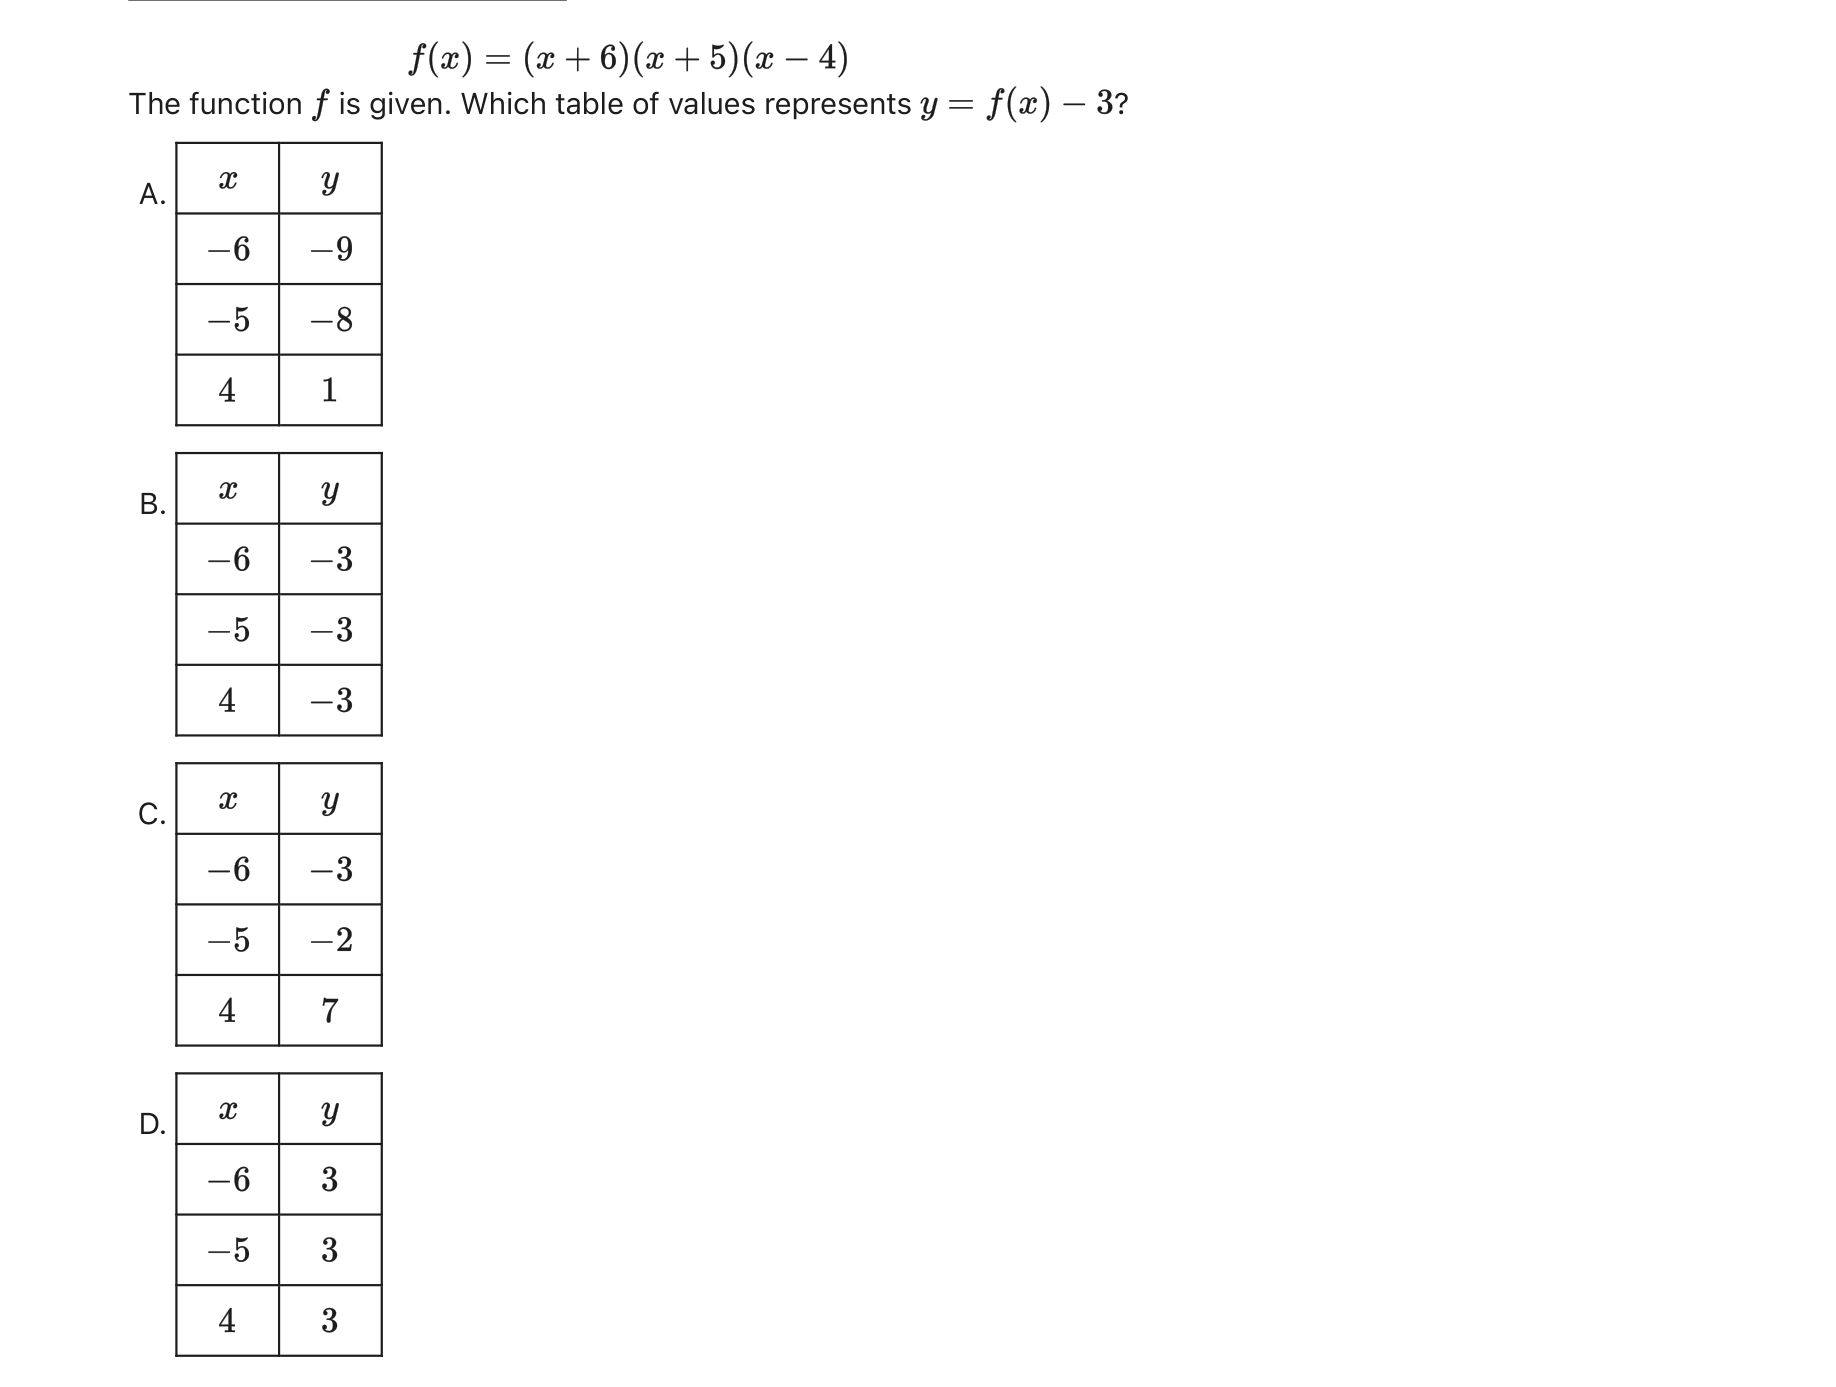 f(x) = (x + 6)(x + 5)(x − 4)
The function f is given. Which table of values represents y = f(x) − 3?
A.
x y
−6 −9
−5 −8
4 1
B.
x y
−6 −3
−5 −3
4 −3
C.
x y
−6 −3
−5 −2
4 7
D.
x y
−6 3
−5 3
4 3